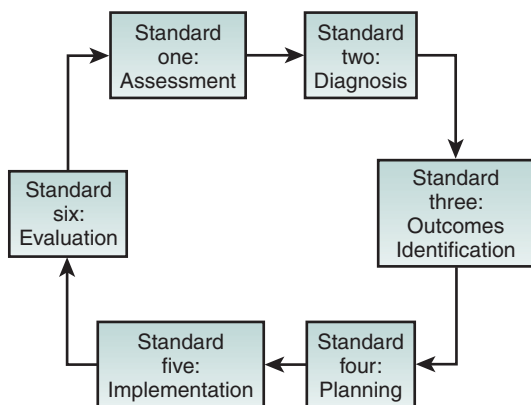 Standard
one:
Assessment
Standard
two:
Diagnosis
Standard
three:
Outcomes
Identification
Standard
four:
Planning
Standard
five:
Implementation
Standard
six:
Evaluation